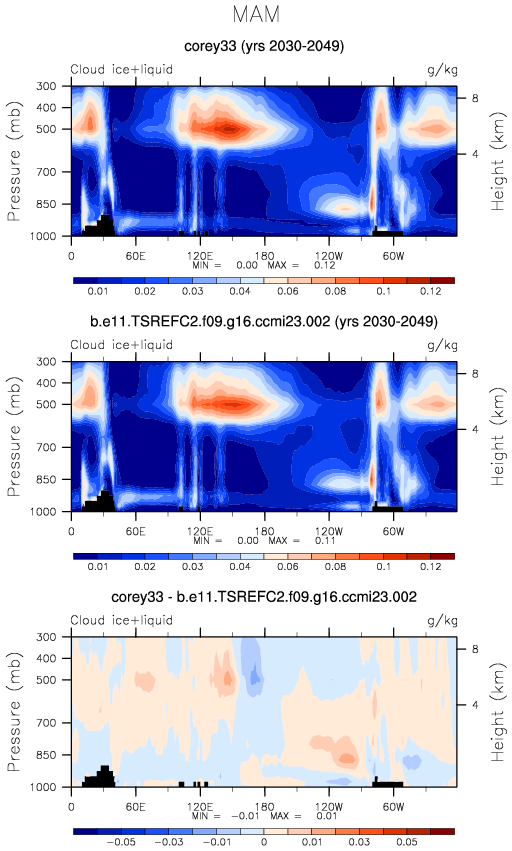 MAM
corey33 (yrs 2030-2049)
Cloud ice+liquid g/kg
Pressure (mb)
300
500
700
850
1000
8
4
Height (km)
0 60E 120E 180 120W 60W
MIN = 0.00 MAX = 0.12
0.01 0.02 0.03 0.04 0.06 0.08 0.1 0.12
b.e11.TSREFC2.f09.g16.ccmi23.002 (yrs 2030-2049)
Cloud ice+liquid g/kg
Pressure (mb)
300
500
700
850
1000
8
4
Height (km)
0 60E 120E 180 120W 60W
MIN = 0.00 MAX = 0.11
0.01 0.02 0.03 0.04 0.06 0.08 0.1 0.12
corey33 - b.e11.TSREFC2.f09.g16.ccmi23.002
Cloud ice+liquid g/kg
Pressure (mb)
300
500
700
850
1000
8
4
Height (km)
0 60E 120E 180 120W 60W
MIN = -0.01 MAX = 0.01
-0.05 -0.03 -0.01 0 0.01 0.03 0.05